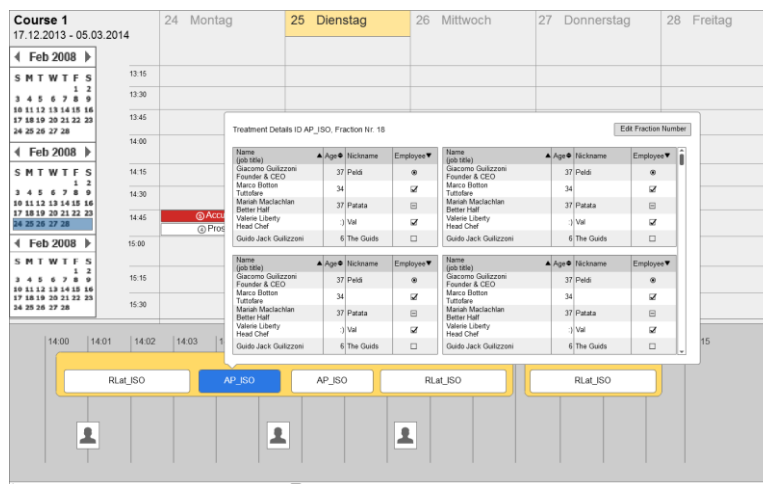 Course 1
17.12.2013 - 05.03.2014
24 Montag
25 Dienstag
26 Mittwoch
27 Donnerstag
28 Freitag
Feb 2008
S M T W T F S
1 2
3 4 5 6 7 8 9
10 11 12 13 14 15 16
17 18 19 20 21 22 23
24 25 26 27 28
Feb 2008
S M T W T F S
1 2
3 4 5 6 7 8 9
10 11 12 13 14 15 16
17 18 19 20 21 22 23
24 25 26 27 28
Feb 2008
S M T W T F S
1 2
3 4 5 6 7 8 9
10 11 12 13 14 15 16
17 18 19 20 21 22 23
24 25 26 27 28
13:15
13:30
13:45
14:00
14:15
14:30
14:45
15:00
15:15
15:30
Accu
Pros
Treatment Details ID AP_ISO, Fraction Nr. 18
Edit Fraction Number
Name (job title) Age Nickname Employee
Giacomo Guilizzoni Founder & CEO 37 Peldi
Marco Botton Tuttofare 34
Mariah Maclachlan Better Half 37 Patata
Valerie Liberty Head Chef :) Val
Guido Jack Guilizzoni 6 The Guids
Name (job title) Age Nickname Employee
Giacomo Guilizzoni Founder & CEO 37 Peldi
Marco Botton Tuttofare 34
Mariah Maclachlan Better Half 37 Patata
Valerie Liberty Head Chef :) Val
Guido Jack Guilizzoni 6 The Guids
Name (job title) Age Nickname Employee
Giacomo Guilizzoni Founder & CEO 37 Peldi
Marco Botton Tuttofare 34
Mariah Maclachlan Better Half 37 Patata
Valerie Liberty Head Chef :) Val
Guido Jack Guilizzoni 6 The Guids
Name (job title) Age Nickname Employee
Giacomo Guilizzoni Founder & CEO 37 Peldi
Marco Botton Tuttofare 34
Mariah Maclachlan Better Half 37 Patata
Valerie Liberty Head Chef :) Val
Guido Jack Guilizzoni 6 The Guids
14:00 14:01 14:02 14:03 1 15
RLat_ISO AP_ISO AP_ISO RLat_ISO RLat_ISO